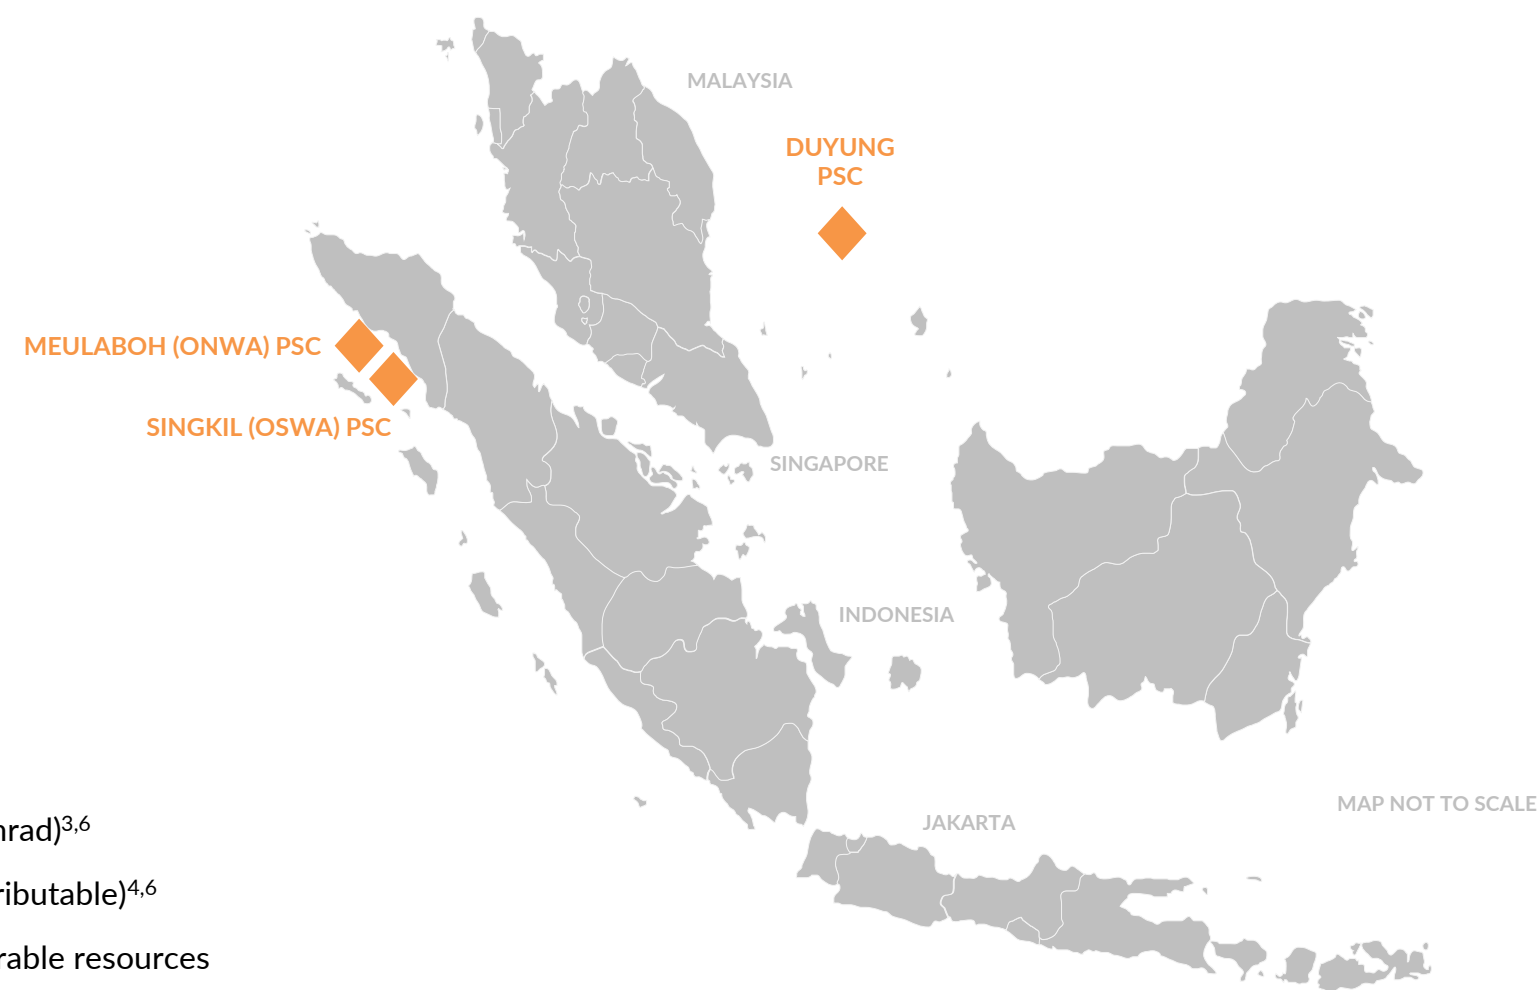 MALAYSIA
DUYUNG
PSC
MEULABOH (ONWA) PSC
SINGKIL (OSWA) PSC
SINGAPORE
INDONESIA
MAP NOT TO SCALE
JAKARTA
nrad)³,⁶
ributable)⁴,⁶
rable resources